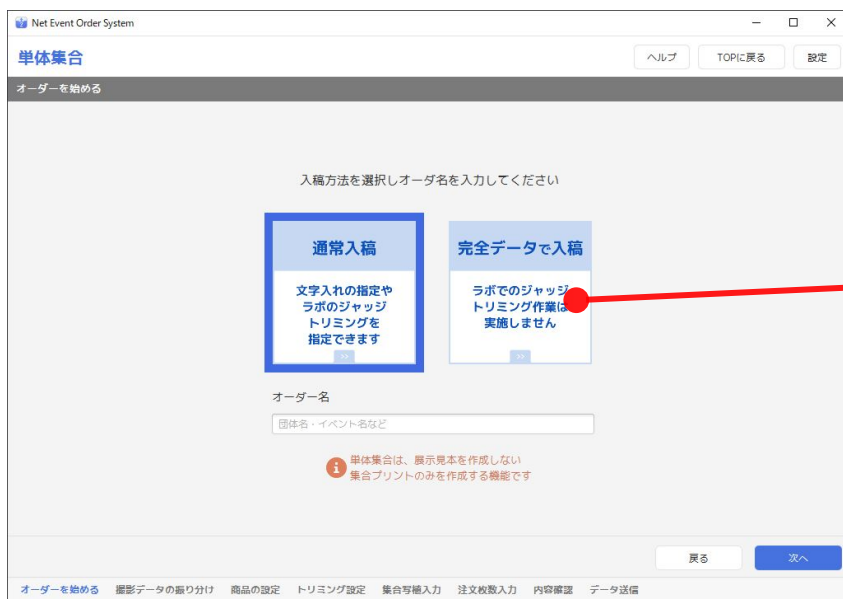 Net Event Order System
単体集合
ヘルプ
TOPに戻る
設定
オーダーを始める
入稿方法を選択しオーダ名を入力してください
通常入稿
文字入れの指定や
ラボのジャッジ
トリミングを
指定できます
>>
完全データで入稿
ラボでのジャッジ
トリミング作業は
実施しません
>>
オーダー名
団体名・イベント名など
単体集合は、展示見本を作成しない
集合プリントのみを作成する機能です
戻る
次へ
オーダーを始める 撮影データの振り分け 商品の設定 トリミング設定 集合写植入力 注文枚数入力 内容確認 データ送信